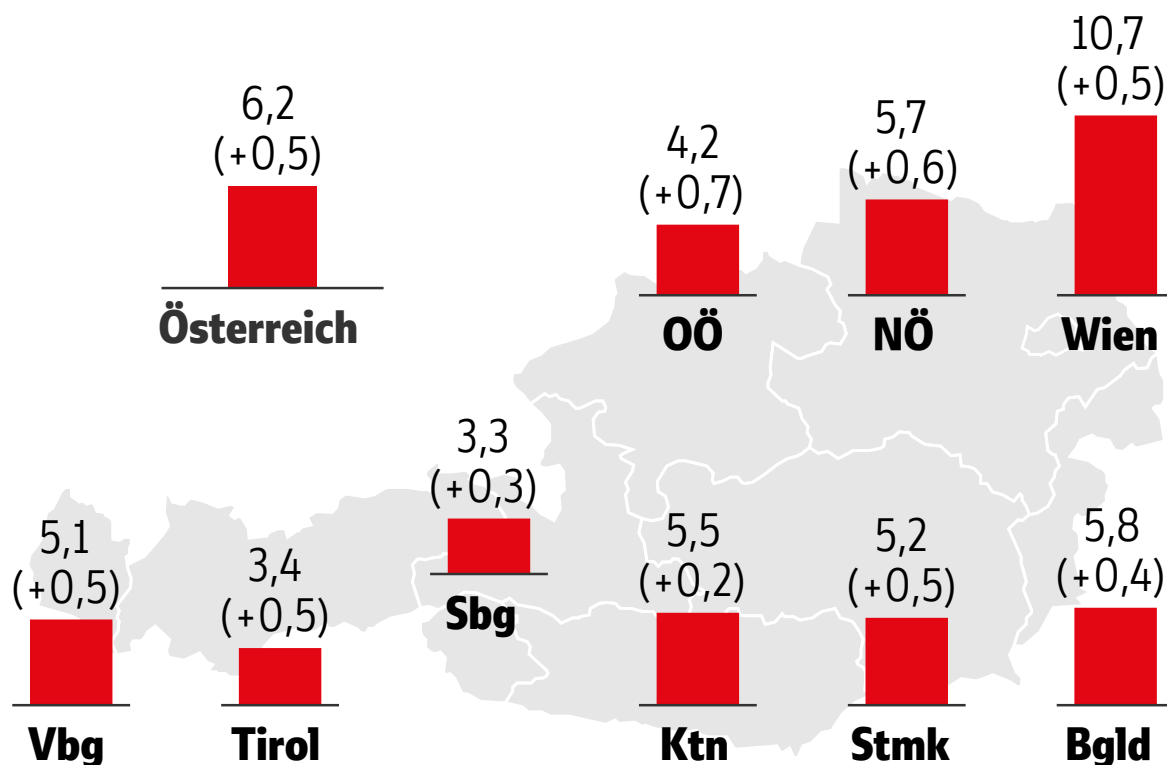 6,2
(+0,5)
Österreich
4,2
(+0,7)
OÖ
5,7
(+0,6)
NÖ
10,7
(+0,5)
Wien
5,1
(+0,5)
Vbg
3,4
(+0,5)
Tirol
3,3
(+0,3)
Sbg
5,5
(+0,2)
Ktn
5,2
(+0,5)
Stmk
5,8
(+0,4)
Bgld